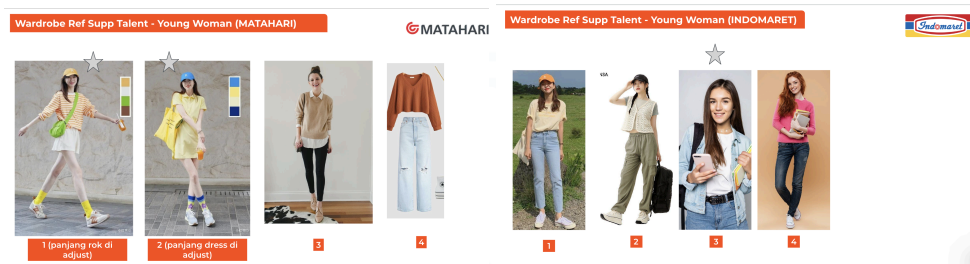 Wardrobe Ref Supp Talent - Young Woman (MATAHARI)
MATAHARI
1 (panjang rok di
adjust)
2 (panjang dress di
adjust)
3
4
Wardrobe Ref Supp Talent - Young Woman (INDOMARET)
Indomaret
1
2
3
4